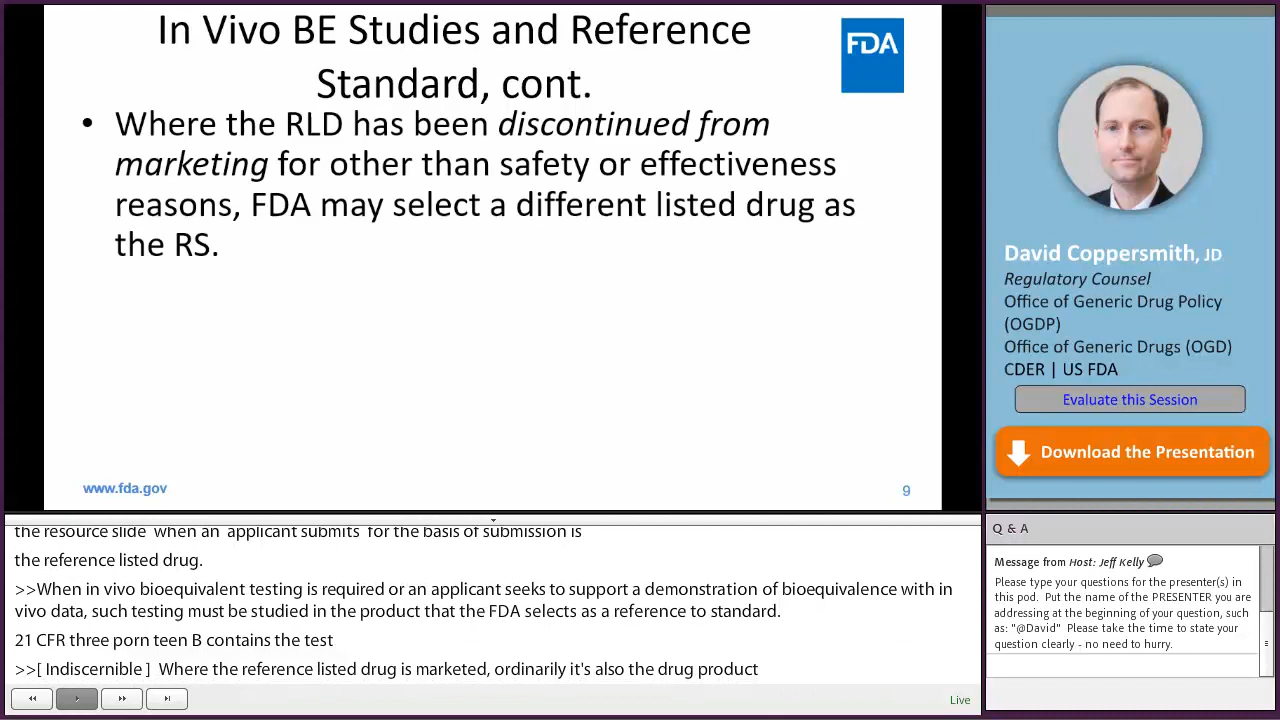 In Vivo BE Studies and Reference
Standard, cont.
FDA
• Where the RLD has been discontinued from
marketing for other than safety or effectiveness
reasons, FDA may select a different listed drug as
the RS.
www.fda.gov
9
David Coppersmith, JD
Regulatory Counsel
Office of Generic Drug Policy
(OGDP)
Office of Generic Drugs (OGD)
CDER | US FDA
Evaluate this Session
Download the Presentation
the resource slide when an applicant submits for the basis of submission is
the reference listed drug.
>>When in vivo bioequivalent testing is required or an applicant seeks to support a demonstration of bioequivalence with in
vivo data, such testing must be studied in the product that the FDA selects as a reference to standard.
21 CFR three porn teen B contains the test
>>[ Indiscernible ] Where the reference listed drug is marketed, ordinarily it's also the drug product
Live
Q & A
Message from Host: Jeff Kelly
Please type your questions for the presenter(s) in
this pod. Put the name of the PRESENTER you are
addressing at the beginning of your question, such
as: "@David" Please take the time to state your
question clearly - no need to hurry.